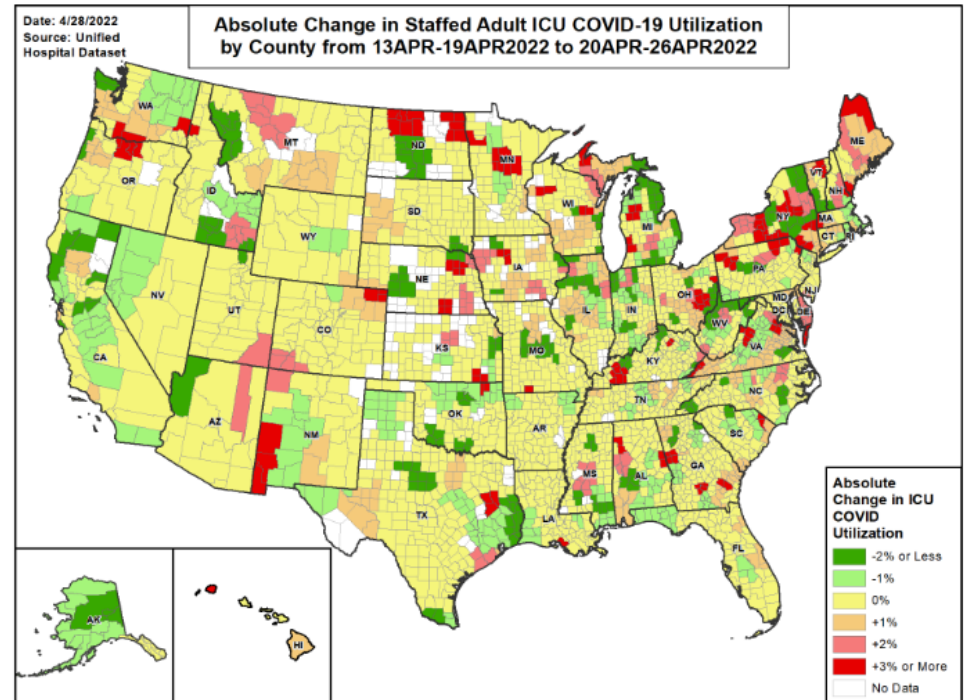 Date: 4/28/2022
Source: Unified
Hospital Dataset
Absolute Change in Staffed Adult ICU COVID-19 Utilization
by County from 13APR-19APR2022 to 20APR-26APR2022
WA
MT
ND
MN
ME
OR
ID
SD
WI
MI
VT
NH
NY
MA
CT
RI
WY
NE
IA
PA
NJ
NV
UT
CO
KS
MO
IL
IN
OH
WV
MD
DC
DE
VA
CA
KY
AZ
NM
OK
AR
TN
NC
SC
TX
LA
MS
AL
GA
FL
AK
HI
Absolute
Change in ICU
COVID
Utilization
-2% or Less
-1%
0%
+1%
+2%
+3% or More
No Data